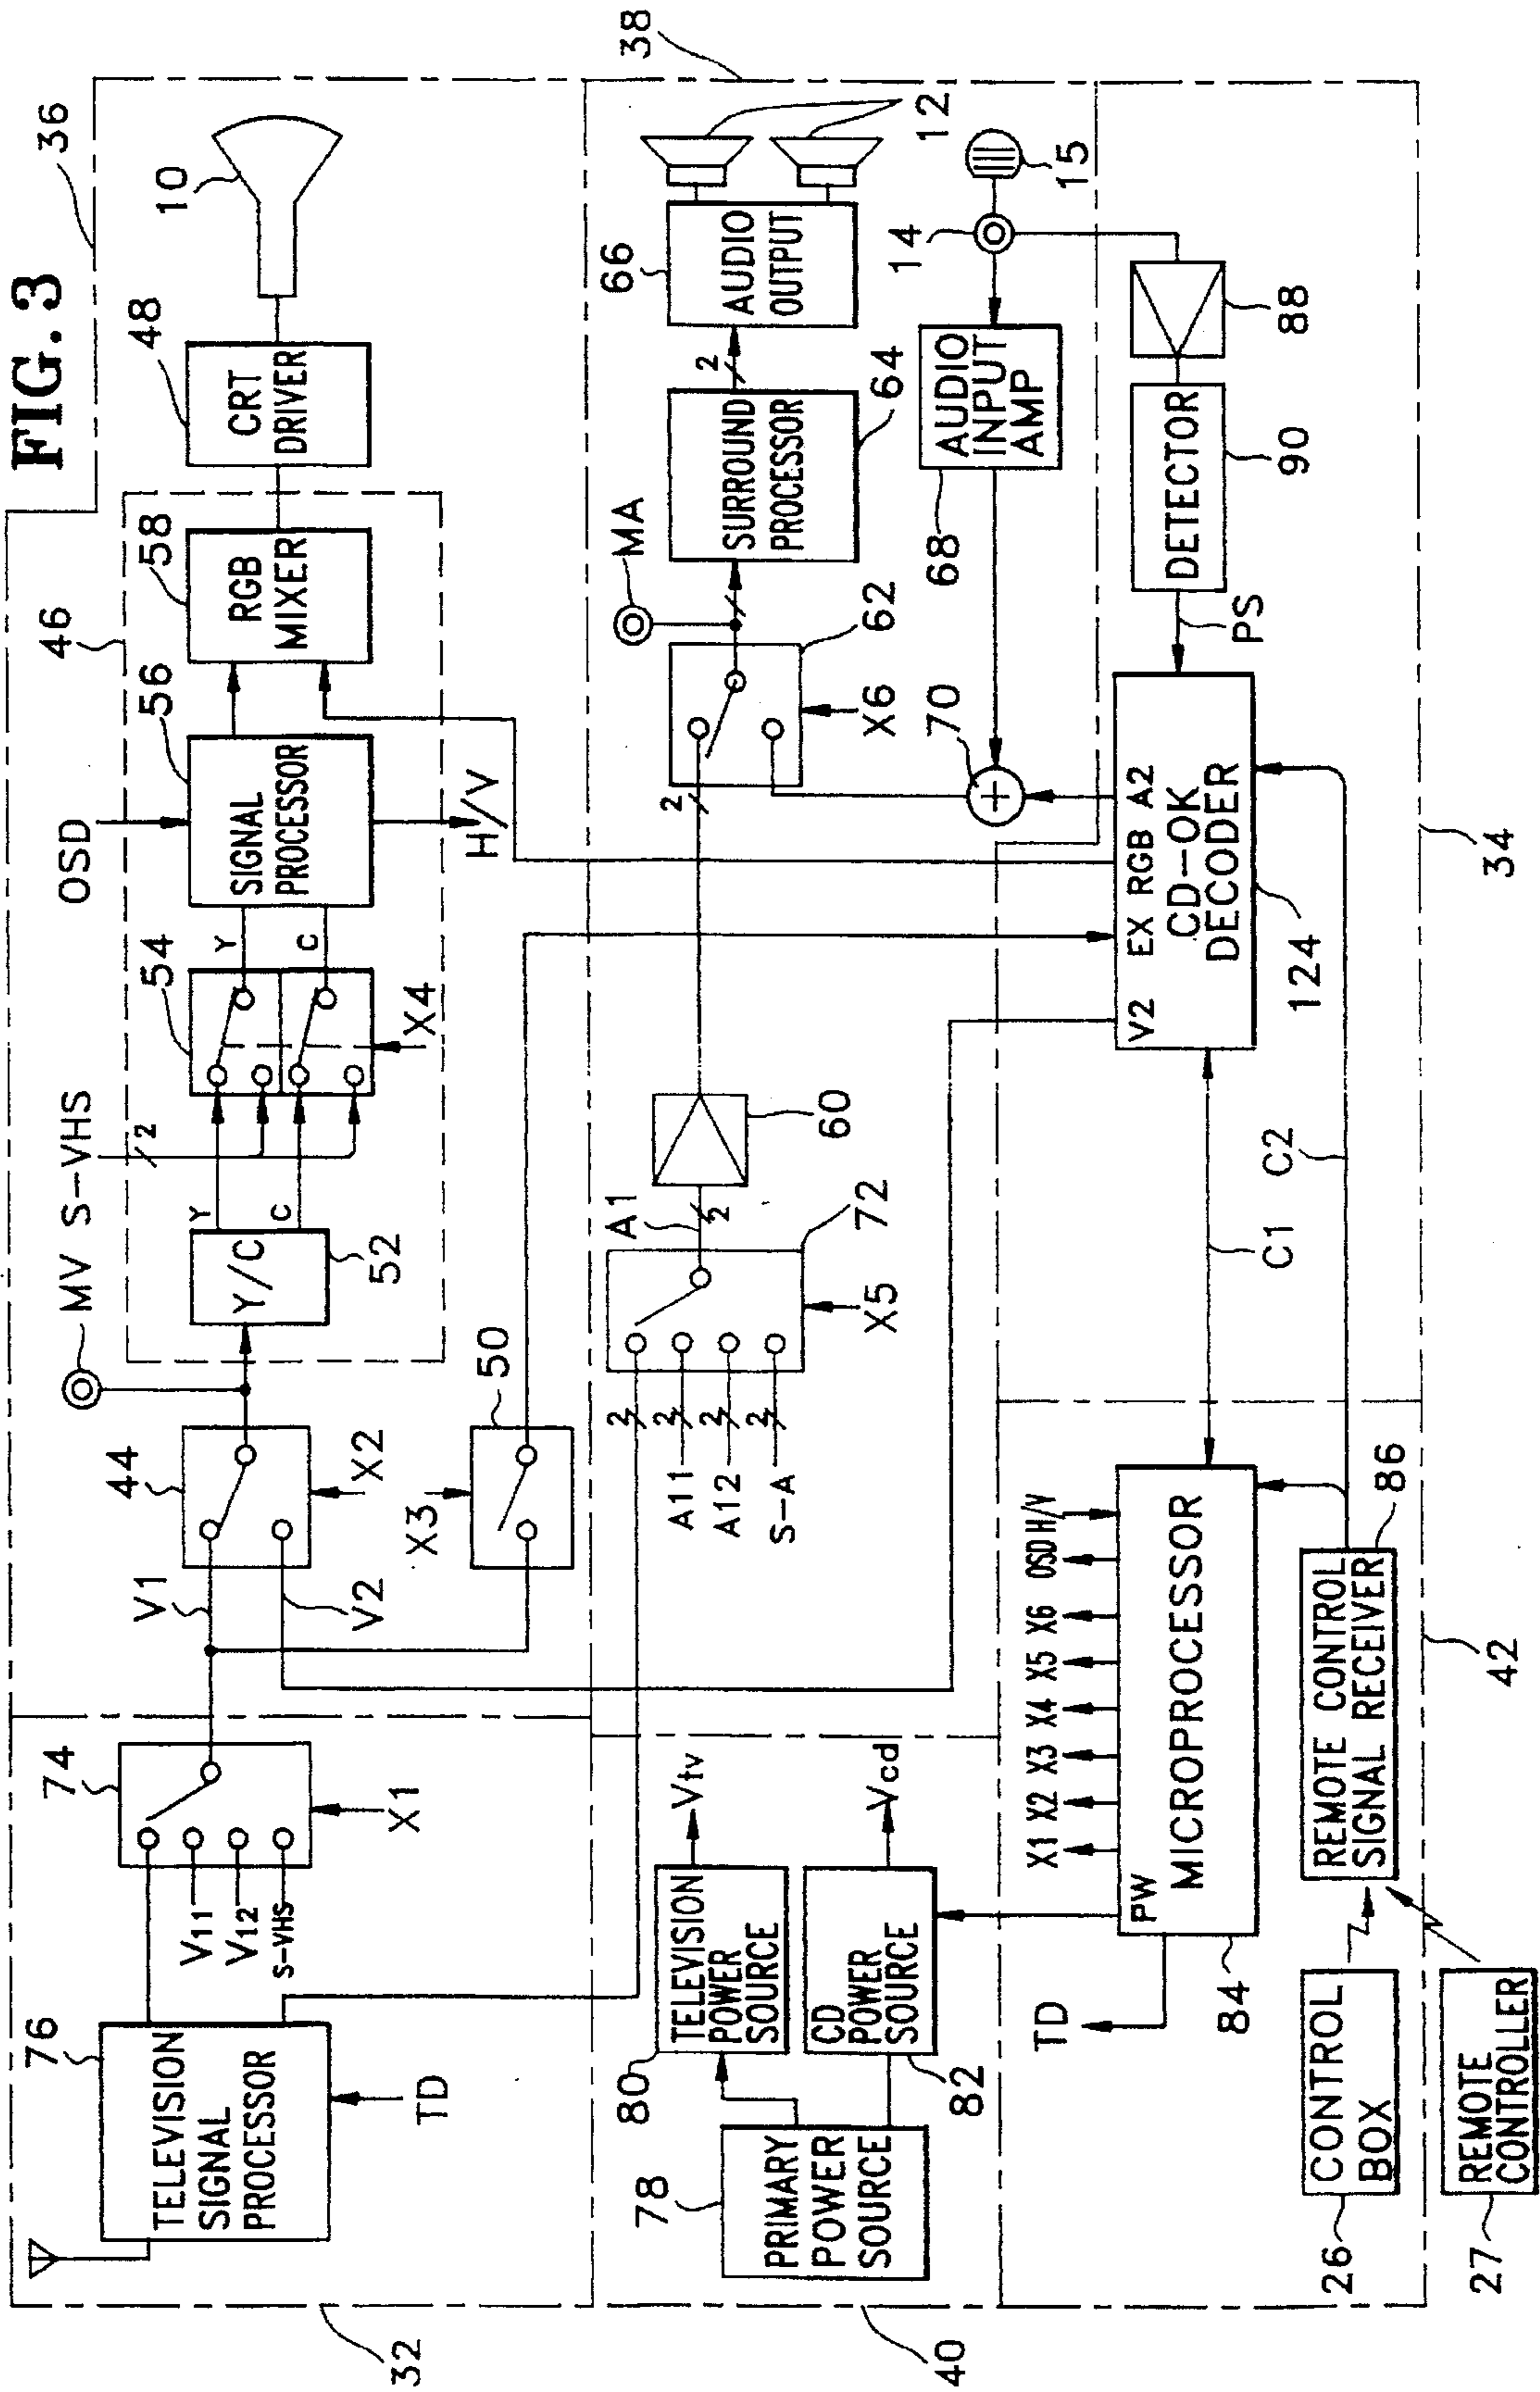 FIG. 3
36
10
48
CRT
DRIVER
46
58
RGB
MIXER
56
SIGNAL
PROCESSOR
OSD
H/V
54
Y
C
X4
MV
S-VHS
2
Y
C
Y/C
52
44
X2
V1
V2
X3
50
74
X1
V11
V12
S-VHS
76
TELEVISION
SIGNAL
PROCESSOR
TD
32
38
12
66
AUDIO
OUTPUT
2
SURROUND
PROCESSOR
64
MA
62
X6
2
60
A1
2
72
X5
2
2
A11
2
A12
2
S-A
15
14
AUDIO
INPUT
AMP
68
70
Vtv
Vcd
TELEVISION
POWER
SOURCE
80
CD
POWER
SOURCE
82
78
PRIMARY
POWER
SOURCE
40
88
DETECTOR
90
PS
V2 EX RGB A2
CD-OK
DECODER
124
34
C1
C2
X1 X2 X3 X4 X5 X6 OSD H/V
PW
MICROPROCESSOR
84
TD
REMOTE CONTROL
SIGNAL RECEIVER
86
42
CONTROL
BOX
26
REMOTE
CONTROLLER
27